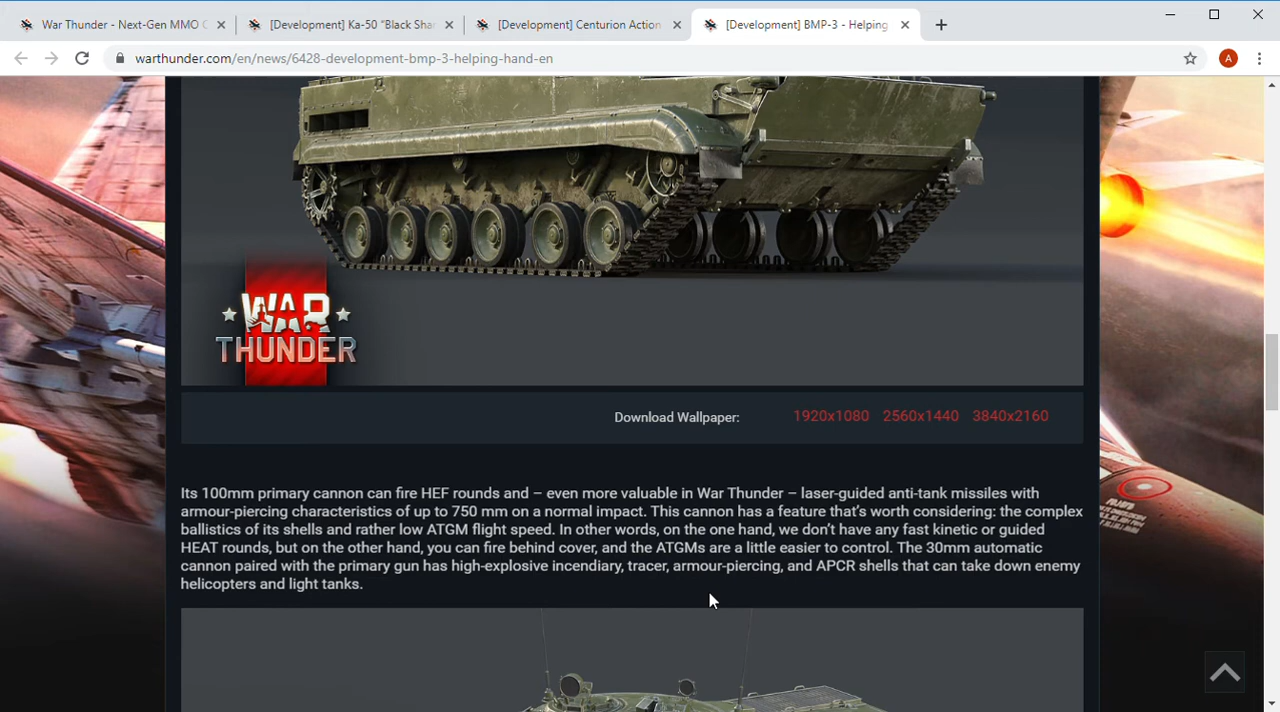 War Thunder - Next-Gen MMO C
[Development] Ka-50 "Black Shar
[Development] Centurion Action
[Development] BMP-3 - Helping
warthunder.com/en/news/6428-development-bmp-3-helping-hand-en
A
WAR
THUNDER
Download Wallpaper: 1920x1080 2560x1440 3840x2160
Its 100mm primary cannon can fire HEF rounds and – even more valuable in War Thunder – laser-guided anti-tank missiles with
armour-piercing characteristics of up to 750 mm on a normal impact. This cannon has a feature that's worth considering: the complex
ballistics of its shells and rather low ATGM flight speed. In other words, on the one hand, we don't have any fast kinetic or guided
HEAT rounds, but on the other hand, you can fire behind cover, and the ATGMs are a little easier to control. The 30mm automatic
cannon paired with the primary gun has high-explosive incendiary, tracer, armour-piercing, and APCR shells that can take down enemy
helicopters and light tanks.